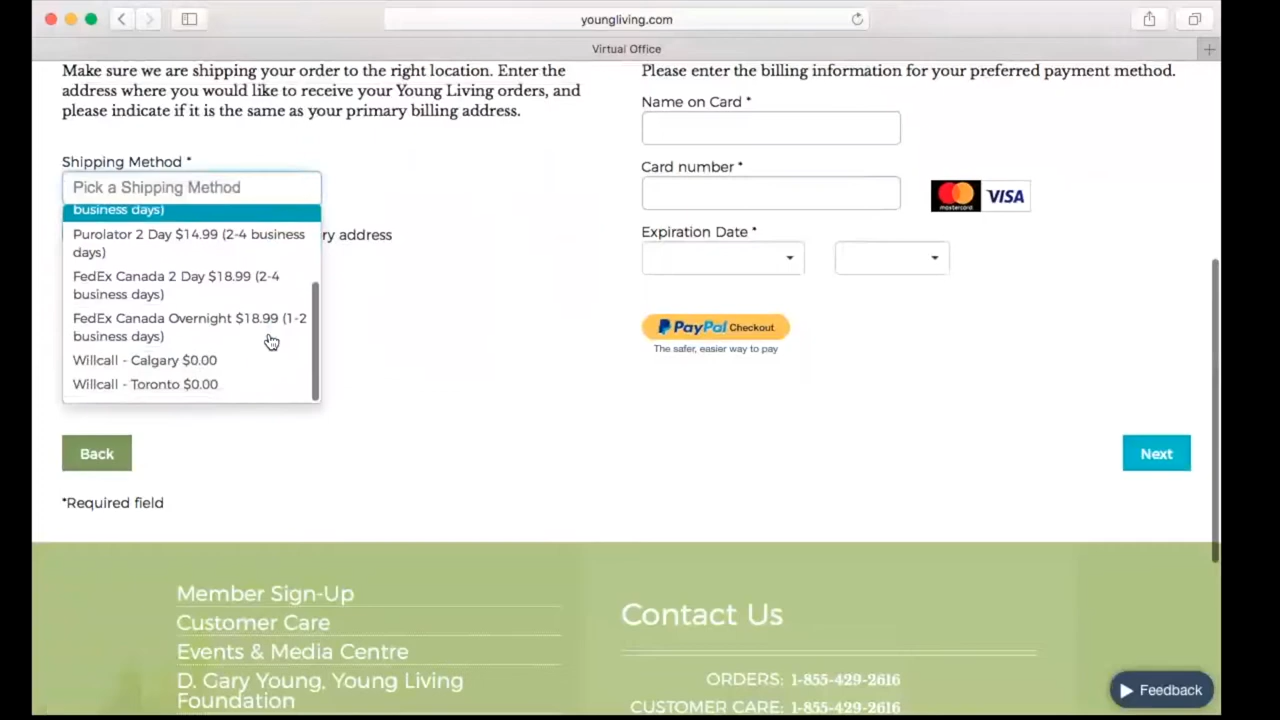 youngliving.com
Virtual Office
Make sure we are shipping your order to the right location. Enter the
address where you would like to receive your Young Living orders, and
please indicate if it is the same as your primary billing address.
Shipping Method *
Pick a Shipping Method
business days)
Purolator 2 Day $14.99 (2-4 business
days)
ry address
FedEx Canada 2 Day $18.99 (2-4
business days)
FedEx Canada Overnight $18.99 (1-2
business days)
Willcall - Calgary $0.00
Willcall - Toronto $0.00
Please enter the billing information for your preferred payment method.
Name on Card *
Card number *
mastercard
VISA
Expiration Date *
PayPal Checkout
The safer, easier way to pay
Back
Next
*Required field
Member Sign-Up
Customer Care
Events & Media Centre
D. Gary Young, Young Living
Foundation
Contact Us
ORDERS: 1-855-429-2616
CUSTOMER CARE: 1-855-429-2616
Feedback